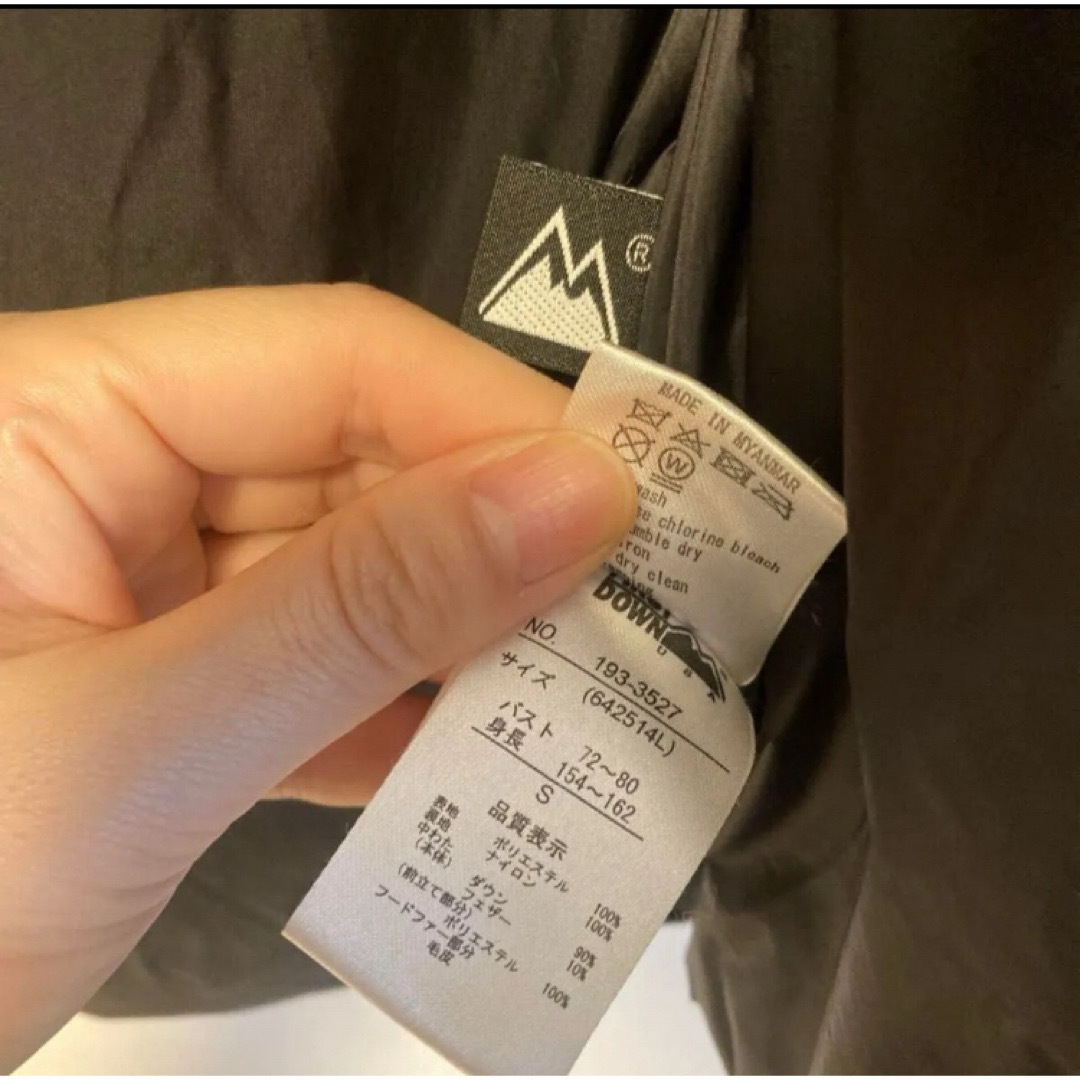 ®
MADE IN MYANMAR
W
wash
se chlorine bleach
umble dry
ron
dry clean
DOWN
USA
NO. 193-3527
(642514L)
サイズ
バスト 72~80
身長 154~162
S
品質表示
表地 ポリエステル 100%
裏地 ナイロン 100%
中わた
(本体) ダウン 90%
フェザー 10%
(前立て部分)
ポリエステル 100%
フードファー部分
毛皮